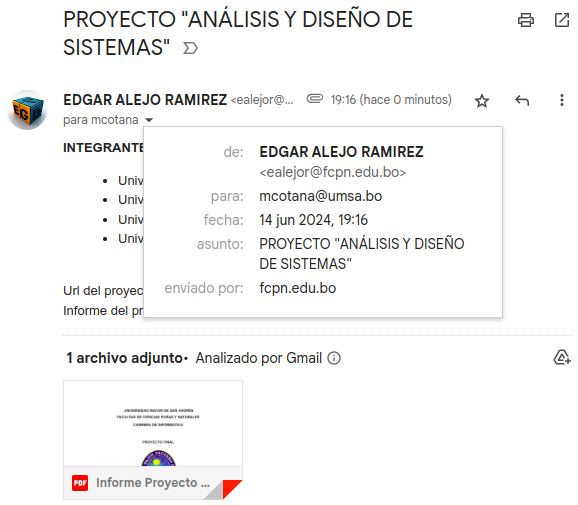 PROYECTO "ANÁLISIS Y DISEÑO DE
SISTEMAS"
EDGAR ALEJO RAMIREZ <ealejor@... 19:16 (hace 0 minutos)
para mcotana
INTEGRANTE
de: EDGAR ALEJO RAMIREZ
<ealejor@fcpn.edu.bo>
para: mcotana@umsa.bo
fecha: 14 jun 2024, 19:16
asunto: PROYECTO "ANÁLISIS Y DISEÑO
DE SISTEMAS"
enviado por: fcpn.edu.bo
• Univ
• Univ
• Univ
• Univ
Url del proyec
Informe del pr
1 archivo adjunto • Analizado por Gmail
UNIVERSIDAD MAYOR DE SAN ANDRÉS
FACULTAD DE CIENCIAS PURAS Y NATURALES
CARRERA DE INFORMÁTICA
PROYECTO FINAL
PDF Informe Proyecto ...